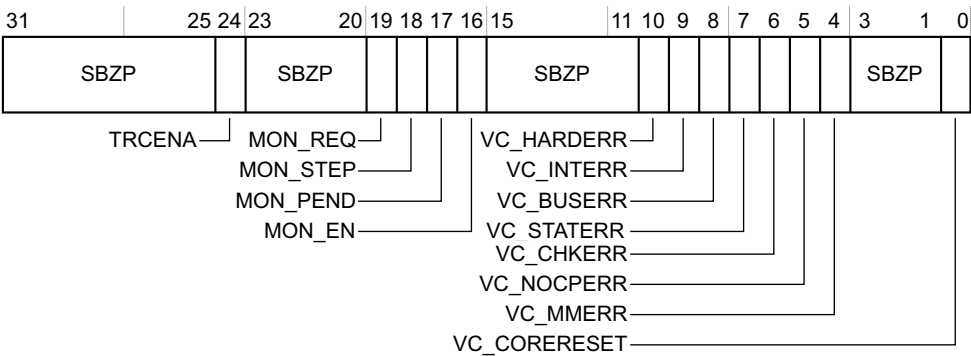 31 25 24 23 20 19 18 17 16 15 11 10 9 8 7 6 5 4 3 1 0
SBZP SBZP SBZP SBZP
TRCENA MON_REQ VC_HARDERR
MON_STEP VC_INTERR
MON_PEND VC_BUSERR
MON_EN VC_STATERR
VC_CHKERR
VC_NOCPERR
VC_MMERR
VC_CORERESET